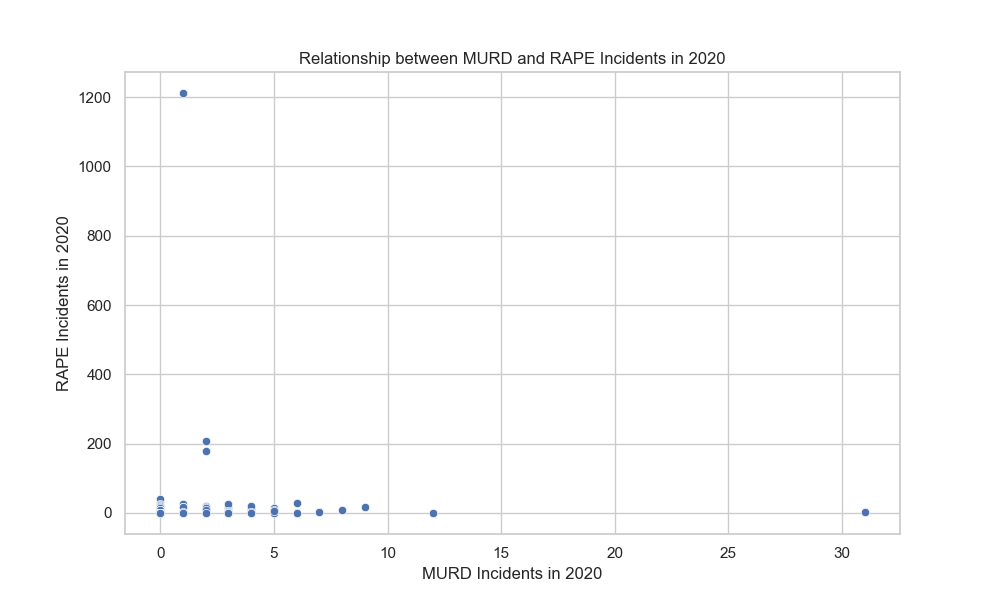 Relationship between MURD and RAPE Incidents in 2020
1200
1000
800
600
400
200
0
RAPE Incidents in 2020
0 5 10 15 20 25 30
MURD Incidents in 2020